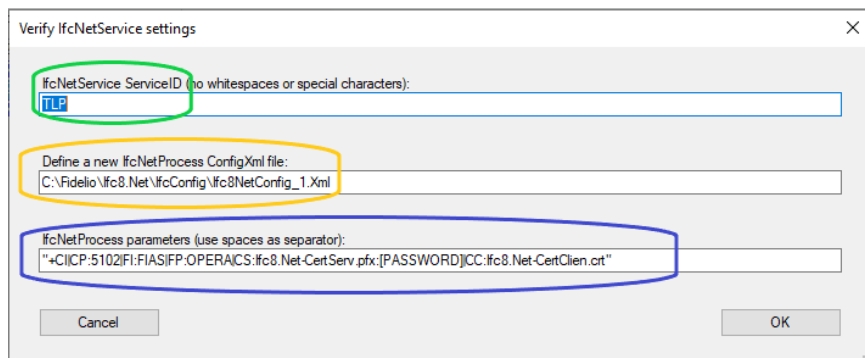 Verify IfcNetService settings
IfcNetService ServiceID (no whitespaces or special characters):
TLP
Define a new IfcNetProcess ConfigXml file:
C:\Fidelio\Ifc8.Net\IfcConfig\Ifc8NetConfig_1.Xml
IfcNetProcess parameters (use spaces as separator):
"+CI|CP:5102|FI:FIAS|FP:OPERA|CS:Ifc8.Net-CertServ.pfx:[PASSWORD]|CC:Ifc8.Net-CertClien.crt"
Cancel
OK